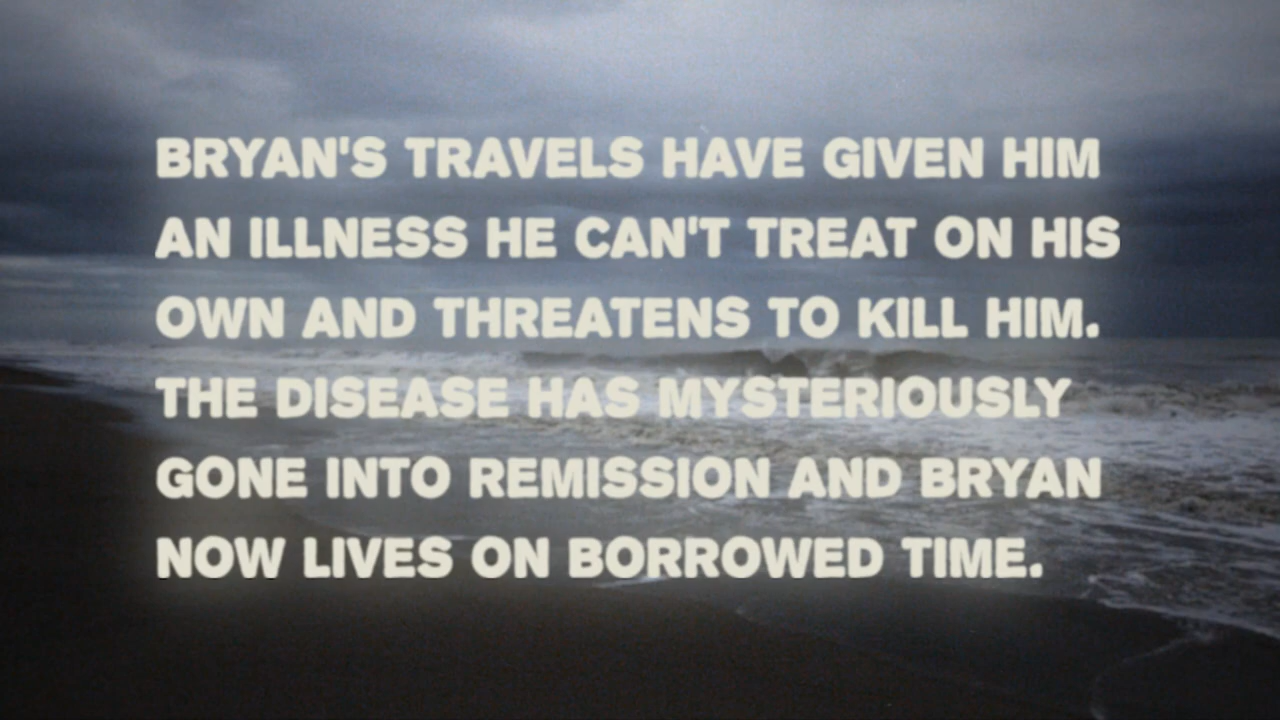 BRYAN'S TRAVELS HAVE GIVEN HIM
AN ILLNESS HE CAN'T TREAT ON HIS
OWN AND THREATENS TO KILL HIM.
THE DISEASE HAS MYSTERIOUSLY
GONE INTO REMISSION AND BRYAN
NOW LIVES ON BORROWED TIME.